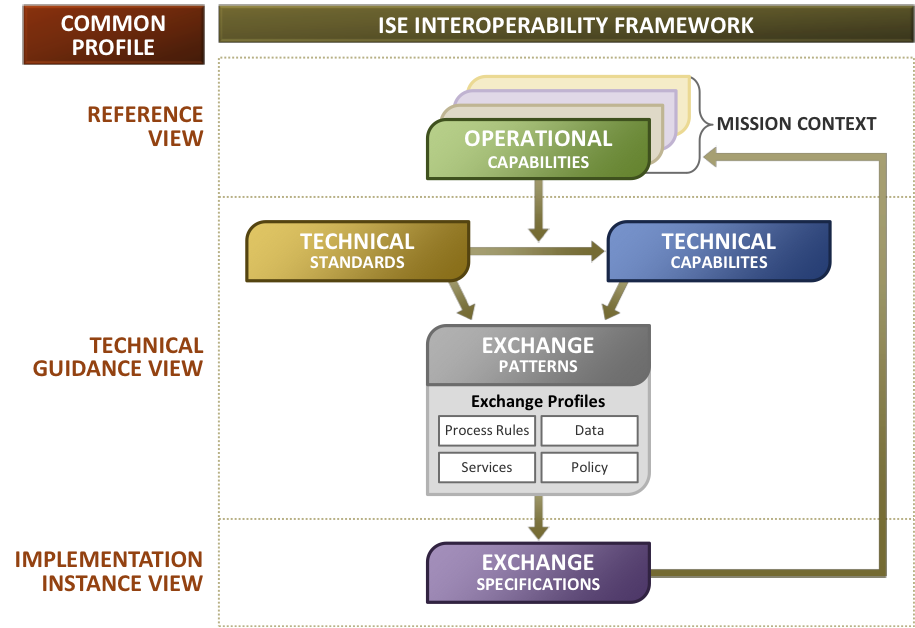 COMMON
PROFILE
ISE INTEROPERABILITY FRAMEWORK
REFERENCE
VIEW
OPERATIONAL
CAPABILITIES
MISSION CONTEXT
TECHNICAL
STANDARDS
TECHNICAL
CAPABILITES
TECHNICAL
GUIDANCE VIEW
EXCHANGE
PATTERNS
Exchange Profiles
Process Rules
Data
Services
Policy
IMPLEMENTATION
INSTANCE VIEW
EXCHANGE
SPECIFICATIONS